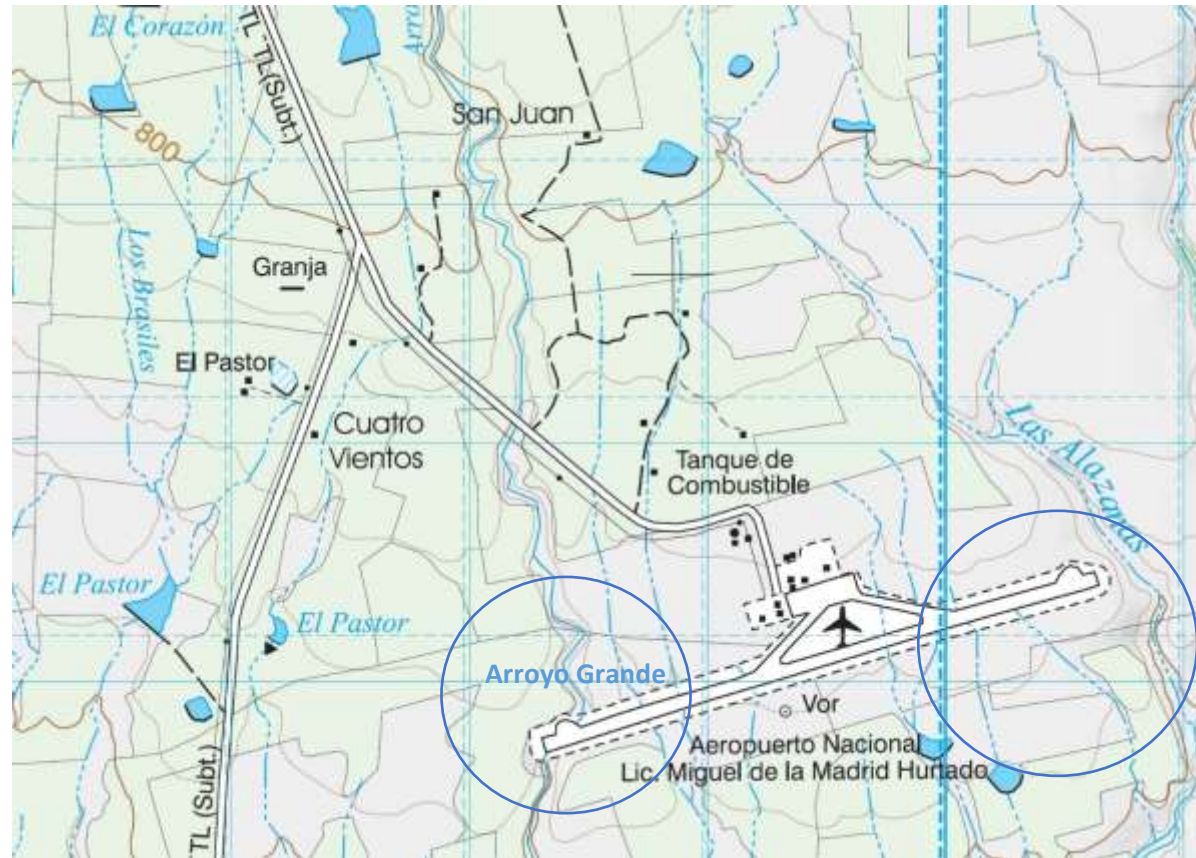 El Corazón
TL TL(Subt.)
Arro
San Juan
800
Los Brasiles
Granja
El Pastor
Cuatro
Vientos
Las Alazanas
Tanque de
Combustible
El Pastor
El Pastor
Arroyo Grande
Vor
Aeropuerto Nacional
Lic. Miguel de la Madrid Hurtado
TL (Subt.)